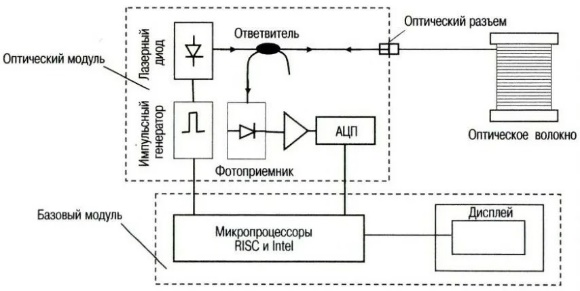 Оптический разъем
Ответвитель
Оптический модуль
Лазерный
диод
Импульсный
генератор
АЦП
Фотоприемник
Оптическое волокно
Базовый модуль
Микропроцессоры
RISC и Intel
Дисплей